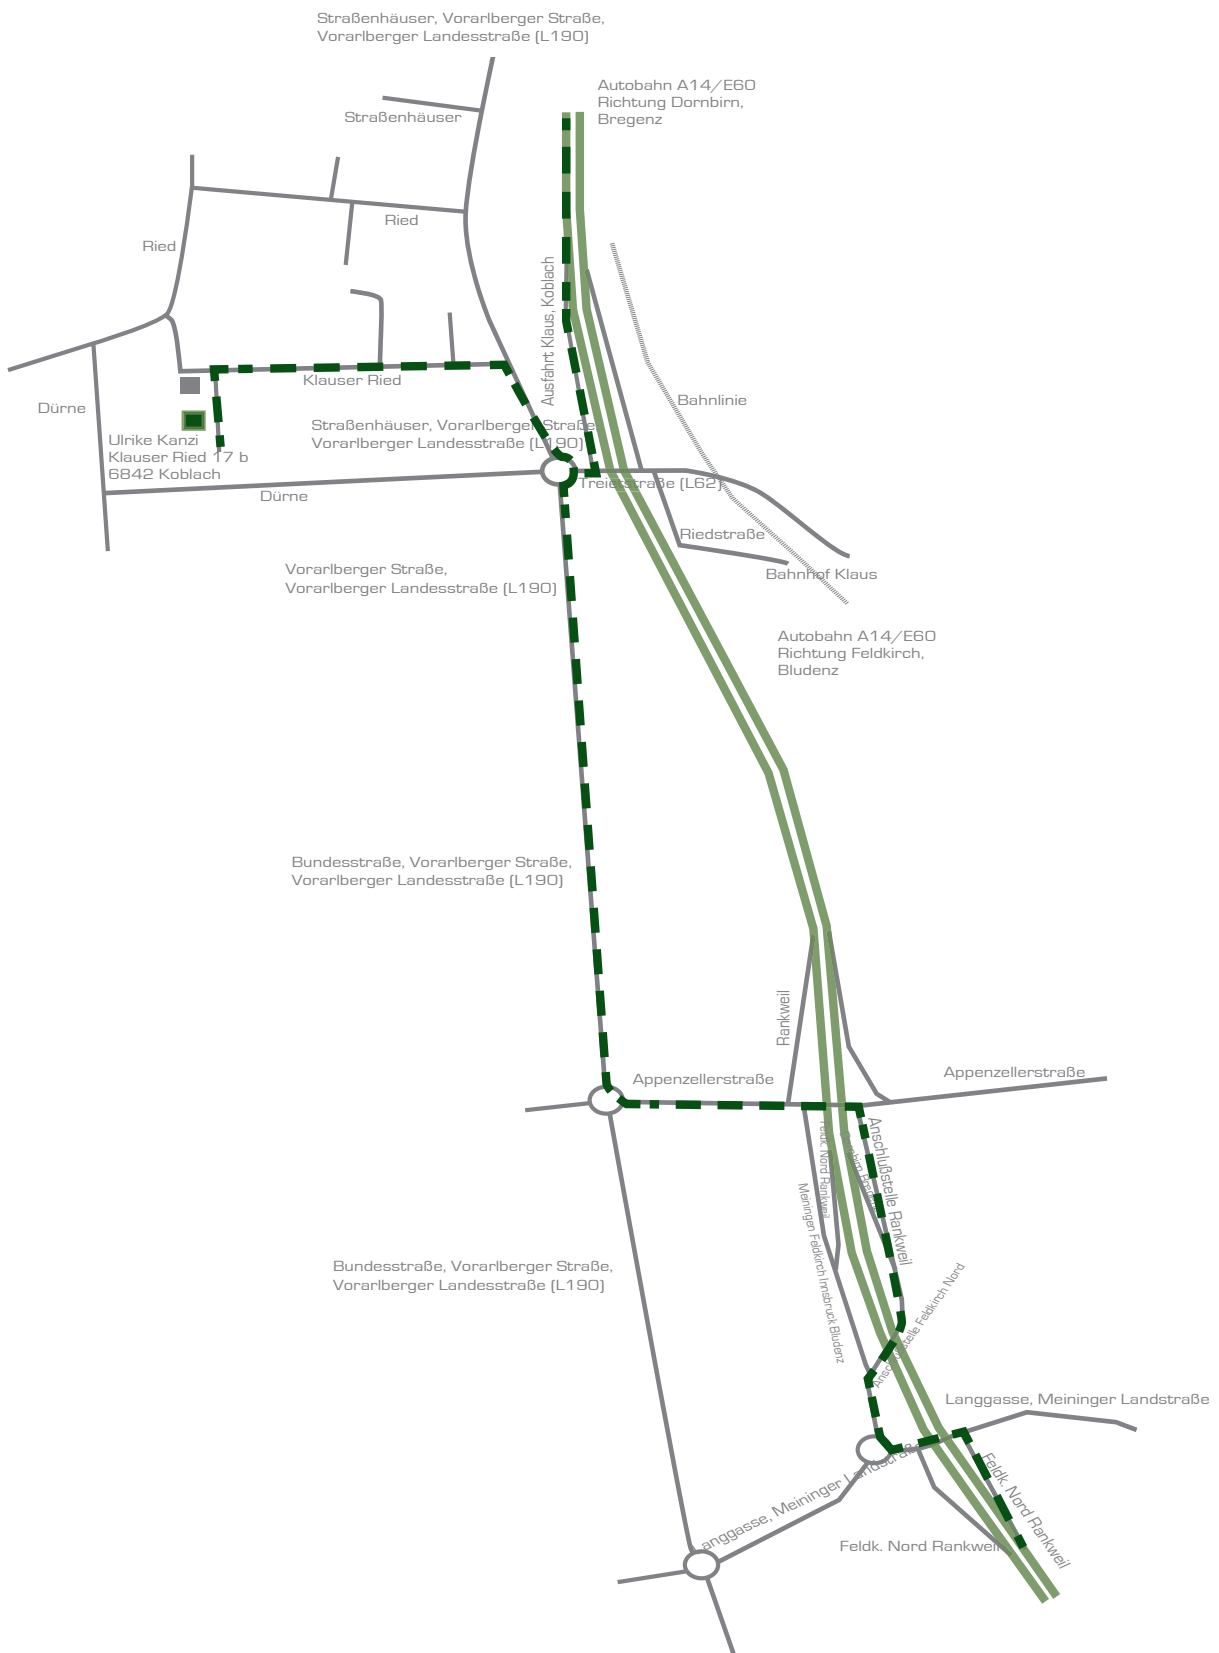 Straßenhäuser, Vorarlberger Straße,
Vorarlberger Landesstraße (L190)
Autobahn A14/E60
Richtung Dornbirn,
Bregenz
Straßenhäuser
Ried
Ried
Ausfahrt Klaus, Koblach
Klauser Ried
Bahnlinie
Dürne
Straßenhäuser, Vorarlberger Straße,
Vorarlberger Landesstraße (L190)
Ulrike Kanzi
Klauser Ried 17 b
6842 Koblach
Dürne
Treietstraße (L62)
Riedstraße
Bahnhof Klaus
Vorarlberger Straße,
Vorarlberger Landesstraße (L190)
Autobahn A14/E60
Richtung Feldkirch,
Bludenz
Bundesstraße, Vorarlberger Straße,
Vorarlberger Landesstraße (L190)
Rankweil
Appenzellerstraße
Appenzellerstraße
Feldk. Nord Rankweil
Anschlußstelle Rankweil
Meiningen Feldkirch Innsbruck Bludenz
Bundesstraße, Vorarlberger Straße,
Vorarlberger Landesstraße (L190)
Anschlußstelle Feldkirch Nord
Langgasse, Meininger Landstraße
anggasse, Meininger Landstraße
Feldk. Nord Rankweil
Feldk. Nord Rankweil